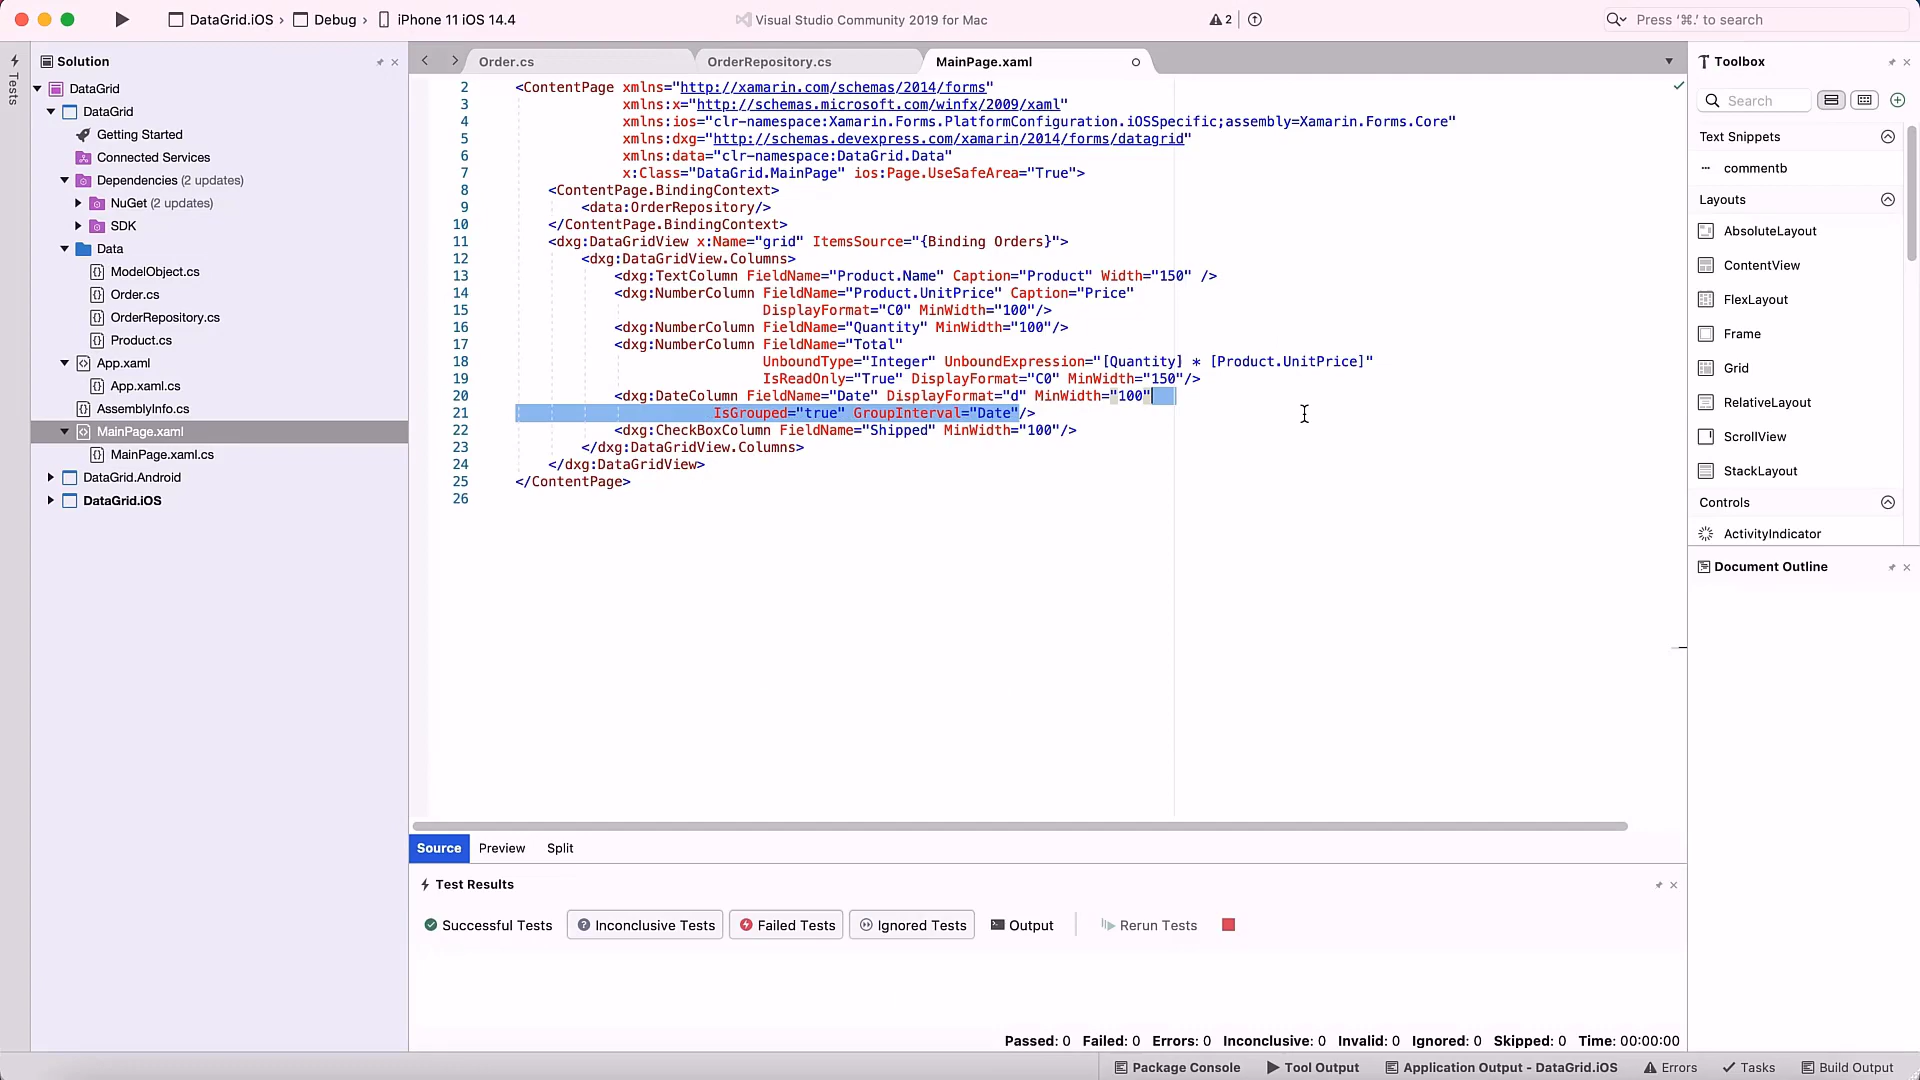 DataGrid.iOS › Debug › iPhone 11 iOS 14.4
Visual Studio Community 2019 for Mac
2
Press '⌘.' to search
Tests
Solution
DataGrid
DataGrid
Getting Started
Connected Services
Dependencies (2 updates)
NuGet (2 updates)
SDK
Data
ModelObject.cs
Order.cs
OrderRepository.cs
Product.cs
App.xaml
App.xaml.cs
AssemblyInfo.cs
MainPage.xaml
MainPage.xaml.cs
DataGrid.Android
DataGrid.iOS
Order.cs
OrderRepository.cs
MainPage.xaml
2 <ContentPage xmlns="http://xamarin.com/schemas/2014/forms"
3 xmlns:x="http://schemas.microsoft.com/winfx/2009/xaml"
4 xmlns:ios="clr-namespace:Xamarin.Forms.PlatformConfiguration.iOSSpecific;assembly=Xamarin.Forms.Core"
5 xmlns:dxg="http://schemas.devexpress.com/xamarin/2014/forms/datagrid"
6 xmlns:data="clr-namespace:DataGrid.Data"
7 x:Class="DataGrid.MainPage" ios:Page.UseSafeArea="True">
8 <ContentPage.BindingContext>
9 <data:OrderRepository/>
10 </ContentPage.BindingContext>
11 <dxg:DataGridView x:Name="grid" ItemsSource="{Binding Orders}">
12 <dxg:DataGridView.Columns>
13 <dxg:TextColumn FieldName="Product.Name" Caption="Product" Width="150" />
14 <dxg:NumberColumn FieldName="Product.UnitPrice" Caption="Price"
15 DisplayFormat="C0" MinWidth="100"/>
16 <dxg:NumberColumn FieldName="Quantity" MinWidth="100"/>
17 <dxg:NumberColumn FieldName="Total"
18 UnboundType="Integer" UnboundExpression="[Quantity] * [Product.UnitPrice]"
19 IsReadOnly="True" DisplayFormat="C0" MinWidth="150"/>
20 <dxg:DateColumn FieldName="Date" DisplayFormat="d" MinWidth="100"
21 IsGrouped="true" GroupInterval="Date"/>
22 <dxg:CheckBoxColumn FieldName="Shipped" MinWidth="100"/>
23 </dxg:DataGridView.Columns>
24 </dxg:DataGridView>
25 </ContentPage>
26
Source Preview Split
Test Results
Successful Tests Inconclusive Tests Failed Tests Ignored Tests Output Rerun Tests
Passed: 0 Failed: 0 Errors: 0 Inconclusive: 0 Invalid: 0 Ignored: 0 Skipped: 0 Time: 00:00:00
Toolbox
Search
Text Snippets
commentb
Layouts
AbsoluteLayout
ContentView
FlexLayout
Frame
Grid
RelativeLayout
ScrollView
StackLayout
Controls
ActivityIndicator
Document Outline
Package Console Tool Output Application Output - DataGrid.iOS Errors Tasks Build Output